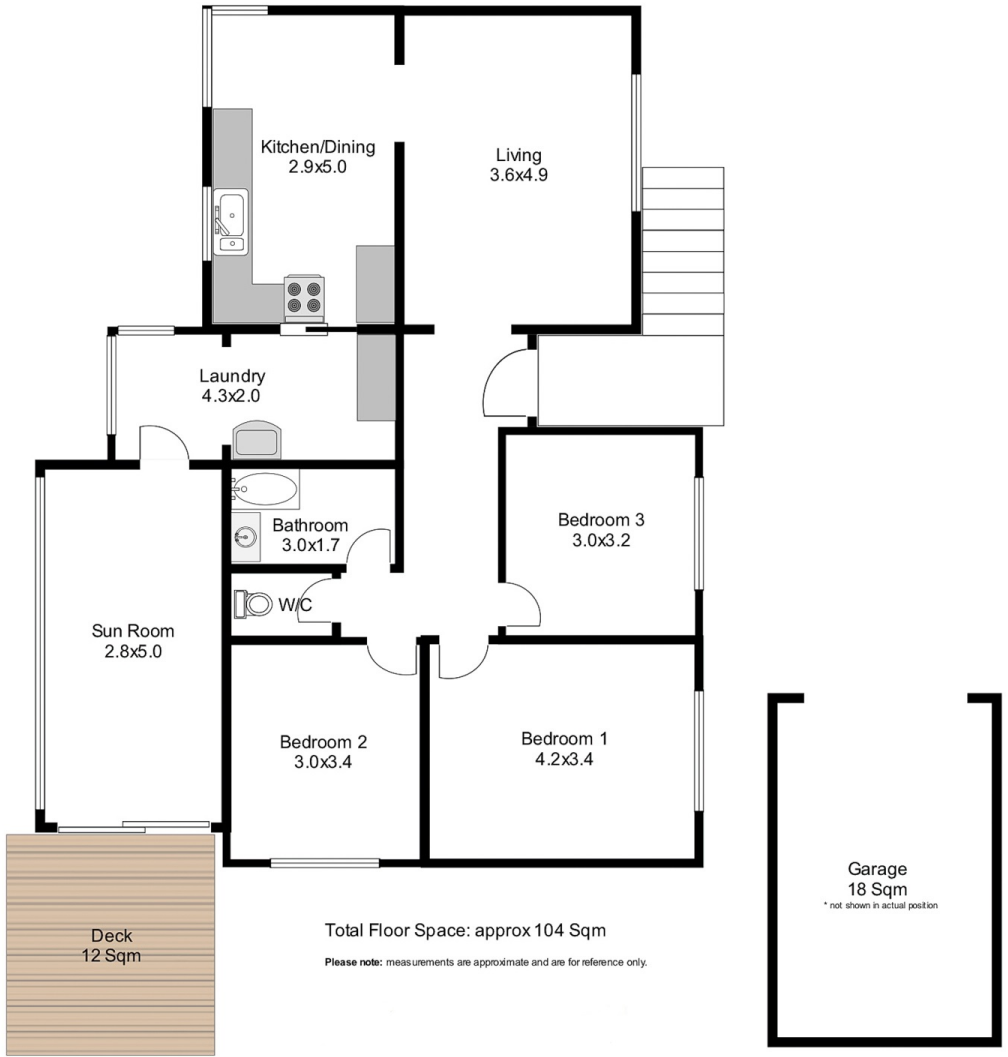 Kitchen/Dining
2.9x5.0
Living
3.6x4.9
Laundry
4.3x2.0
Bathroom
3.0x1.7
Bedroom 3
3.0x3.2
W/C
Sun Room
2.8x5.0
Bedroom 2
3.0x3.4
Bedroom 1
4.2x3.4
Garage
18 Sqm
* not shown in actual position
Deck
12 Sqm
Total Floor Space: approx 104 Sqm
Please note: measurements are approximate and are for reference only.